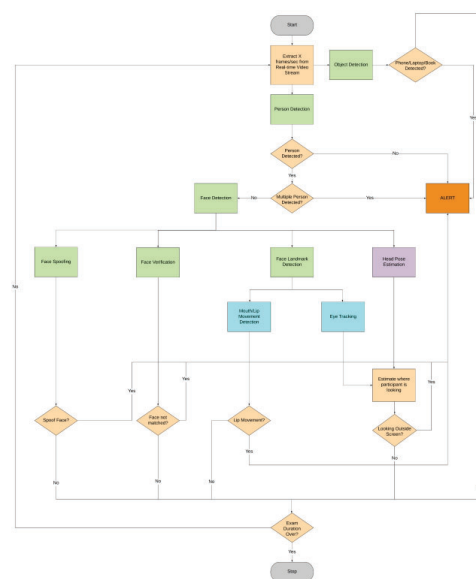 Start
Extract X
frames/sec from
Real-time Video
Stream
Object Detection
Phone/Laptop/Book
Detected?
Yes
Person Detection
Person
Detected?
No
Yes
Face Detection
No
Multiple Person
Detected?
Yes
ALERT
Face Spoofing
Face Verification
Face Landmark
Detection
Head Pose
Estimation
No
Mouth/Lip
Movement
Detection
Eye Tracking
Estimate where
participant is
looking
Yes
Yes
Yes
Spoof Face?
Face not
matched?
Lip Movement?
Looking Outside
Screen?
Yes
No
No
No
No
Exam
Duration
Over?
Yes
Stop